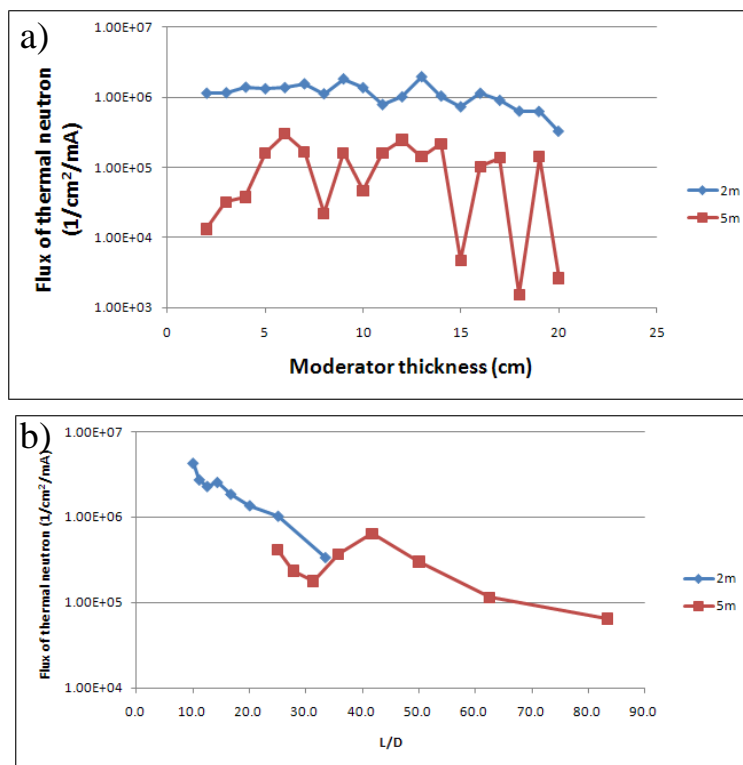 a)
Flux of thermal neutron
(1/cm²/mA)
1.00E+07
1.00E+06
1.00E+05
1.00E+04
1.00E+03
0 5 10 15 20 25
Moderator thickness (cm)
2m
5m
b)
Flux of thermal neutron (1/cm²/mA)
1.00E+07
1.00E+06
1.00E+05
1.00E+04
0.0 10.0 20.0 30.0 40.0 50.0 60.0 70.0 80.0 90.0
L/D
2m
5m